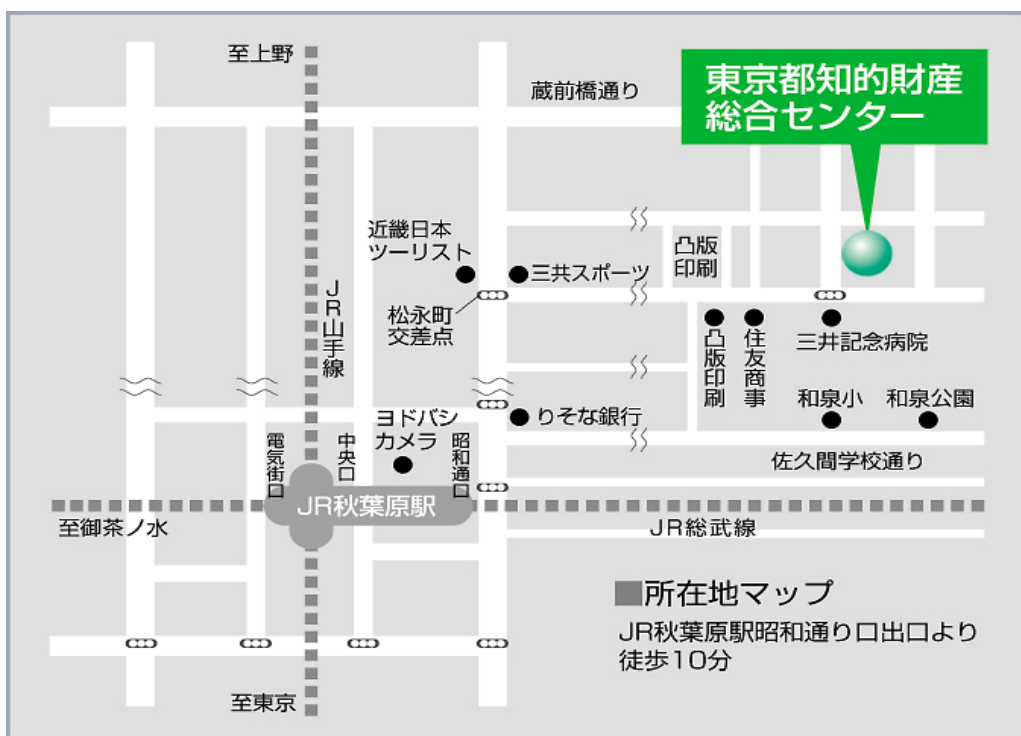 至上野
蔵前橋通り
東京都知的財産
総合センター
近畿日本
ツーリスト
三共スポーツ
凸版
印刷
JR山手線
松永町
交差点
凸版印刷
住友商事
三井記念病院
ヨドバシ
カメラ
りそな銀行
和泉小
和泉公園
電気街口
中央口
昭和通口
佐久間学校通り
JR秋葉原駅
至御茶ノ水
JR総武線
所在地マップ
JR秋葉原駅昭和通り口出口より
徒歩10分
至東京